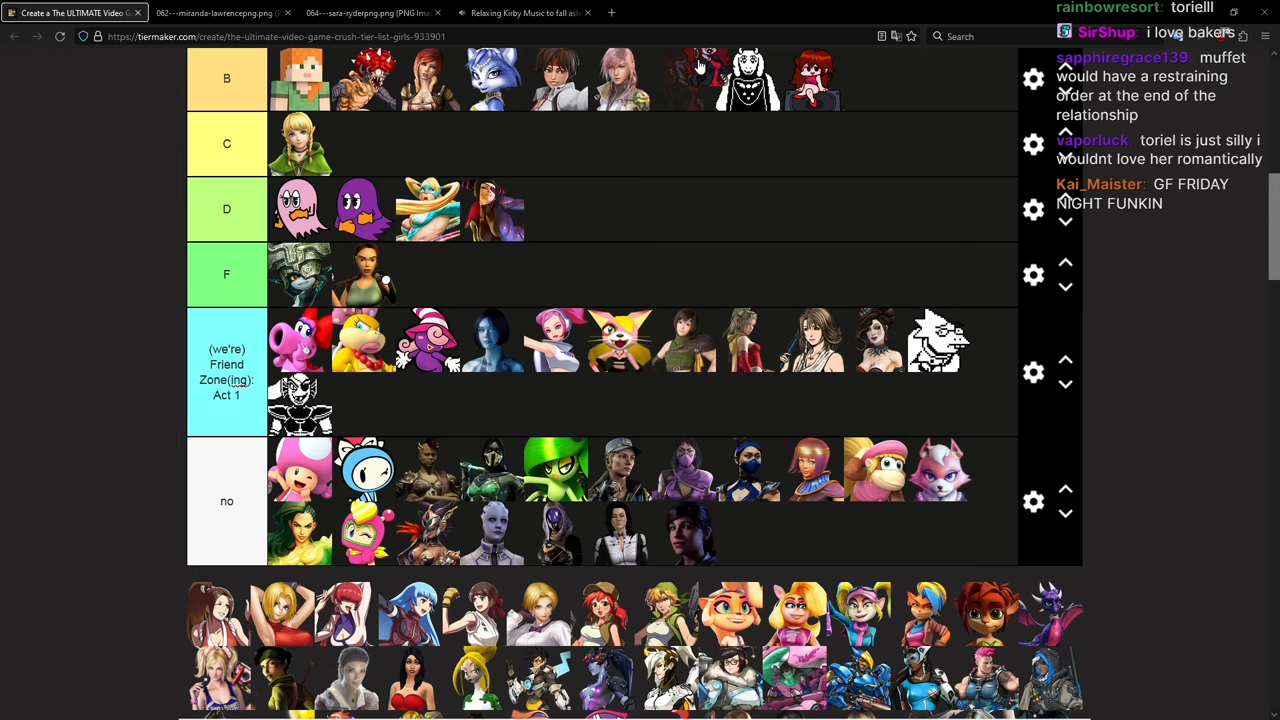 Create a The ULTIMATE Video G
062---miranda-lawrencepng.png (P
064---sara-ryderpng.png (PNG Ima
Relaxing Kirby Music to fall asle
https://tiermaker.com/create/the-ultimate-video-game-crush-tier-list-girls-933901
Search
rainbowresort: torielll
SirShup: i love bakers
sapphiregrace139: muffet
would have a restraining
order at the end of the
relationship
vaporluck: toriel is just silly i
wouldnt love her romantically
Kai_Maister: GF FRIDAY
NIGHT FUNKIN
B
C
D
F
(we're)
Friend
Zone(ing):
Act 1
no